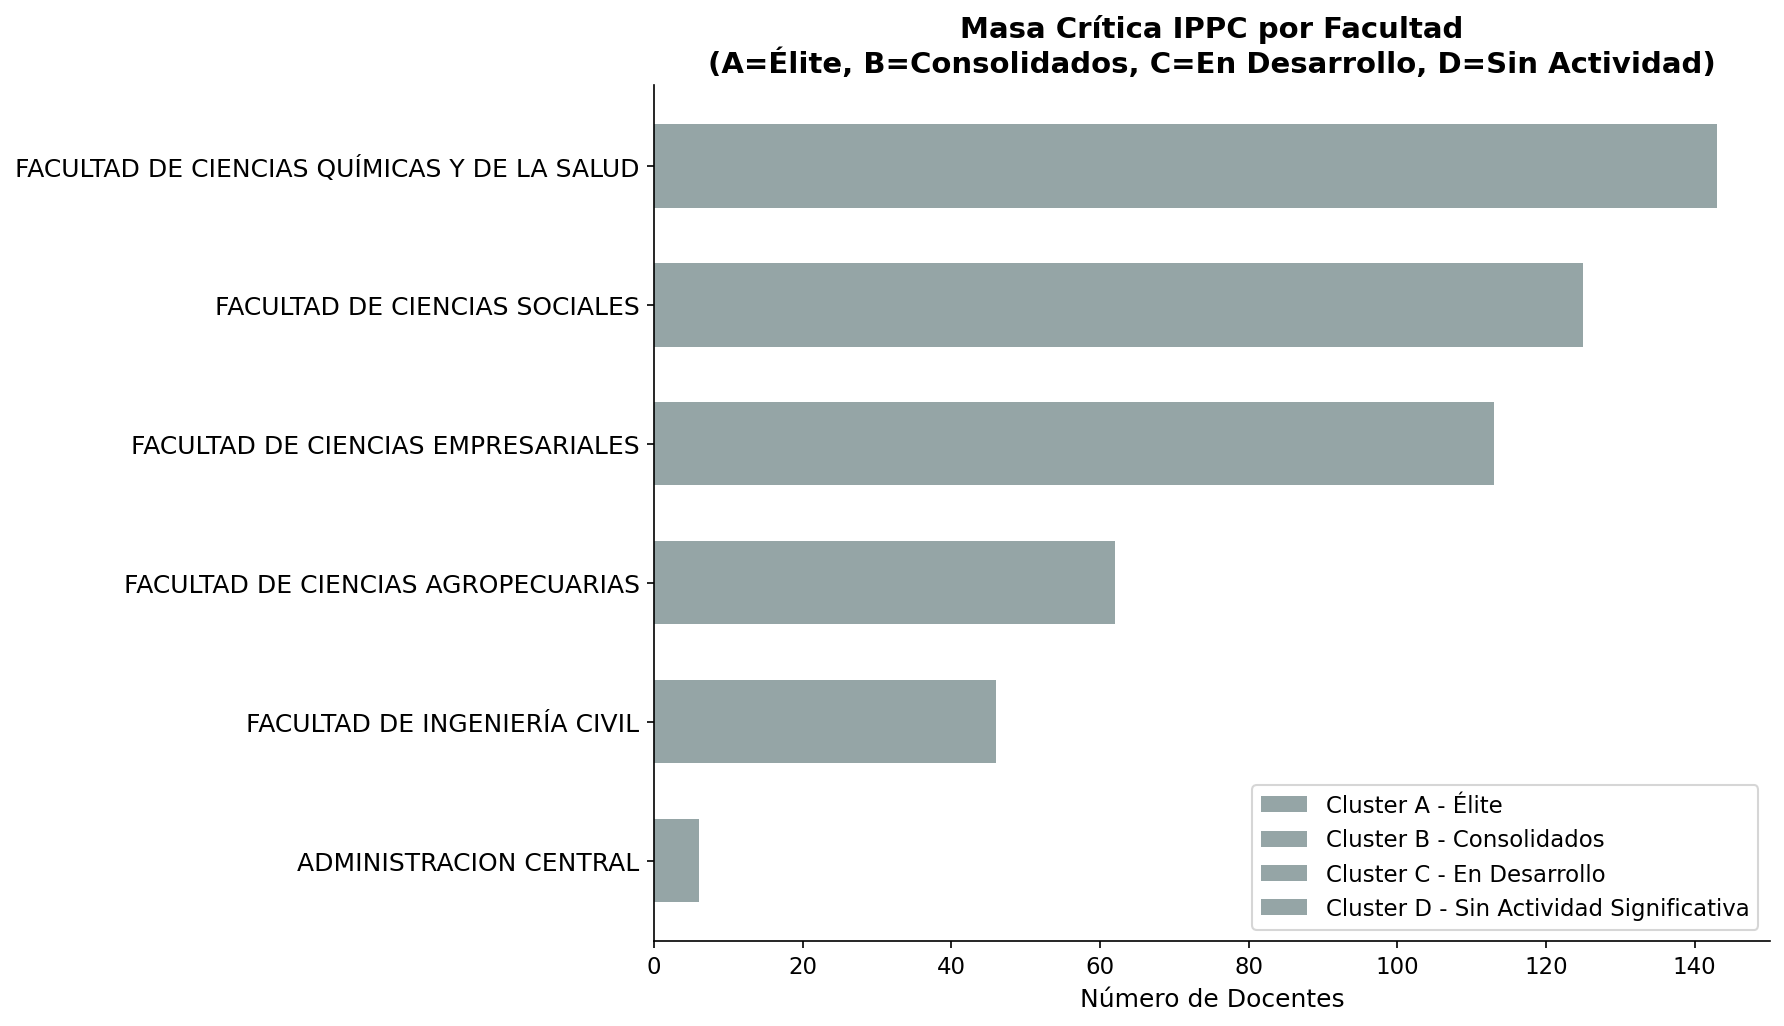 Masa Crítica IPPC por Facultad
(A=Élite, B=Consolidados, C=En Desarrollo, D=Sin Actividad)
FACULTAD DE CIENCIAS QUÍMICAS Y DE LA SALUD
FACULTAD DE CIENCIAS SOCIALES
FACULTAD DE CIENCIAS EMPRESARIALES
FACULTAD DE CIENCIAS AGROPECUARIAS
FACULTAD DE INGENIERÍA CIVIL
ADMINISTRACION CENTRAL
Cluster A - Élite
Cluster B - Consolidados
Cluster C - En Desarrollo
Cluster D - Sin Actividad Significativa
0 20 40 60 80 100 120 140
Número de Docentes